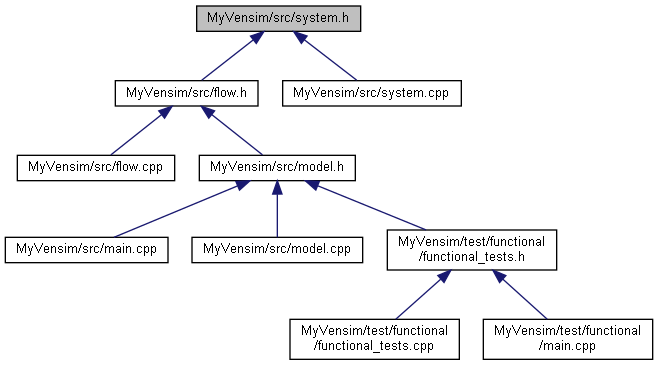 MyVensim/src/system.h
MyVensim/src/flow.h
MyVensim/src/system.cpp
MyVensim/src/flow.cpp
MyVensim/src/model.h
MyVensim/src/main.cpp
MyVensim/src/model.cpp
MyVensim/test/functional
/functional_tests.h
MyVensim/test/functional
/functional_tests.cpp
MyVensim/test/functional
/main.cpp